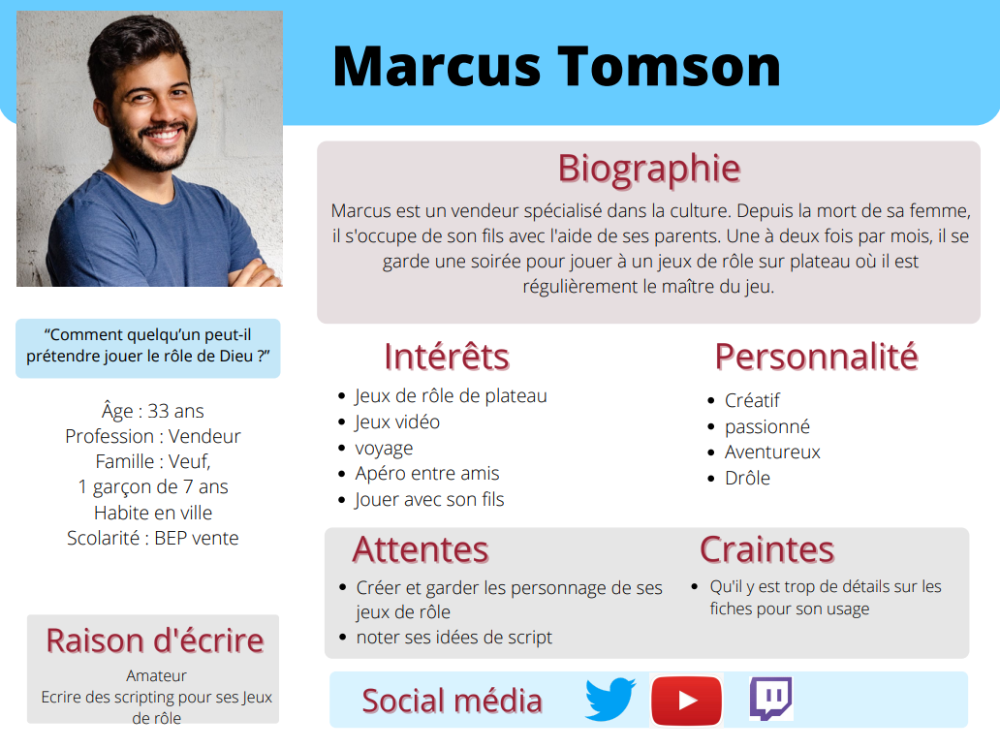 Marcus Tomson
Biographie
Marcus est un vendeur spécialisé dans la culture. Depuis la mort de sa femme,
il s'occupe de son fils avec l'aide de ses parents. Une à deux fois par mois, il se
garde une soirée pour jouer à un jeux de rôle sur plateau où il est
régulièrement le maître du jeu.
“Comment quelqu’un peut-il
prétendre jouer le rôle de Dieu ?”
Âge : 33 ans
Profession : Vendeur
Famille : Veuf,
1 garçon de 7 ans
Habite en ville
Scolarité : BEP vente
Raison d'écrire
Amateur
Ecrire des scripting pour ses Jeux
de rôle
Intérêts
• Jeux de rôle de plateau
• Jeux vidéo
• voyage
• Apéro entre amis
• Jouer avec son fils
Personnalité
• Créatif
• passionné
• Aventureux
• Drôle
Attentes
• Créer et garder les personnage de ses
jeux de rôle
• noter ses idées de script
Craintes
• Qu'il y est trop de détails sur les
fiches pour son usage
Social média